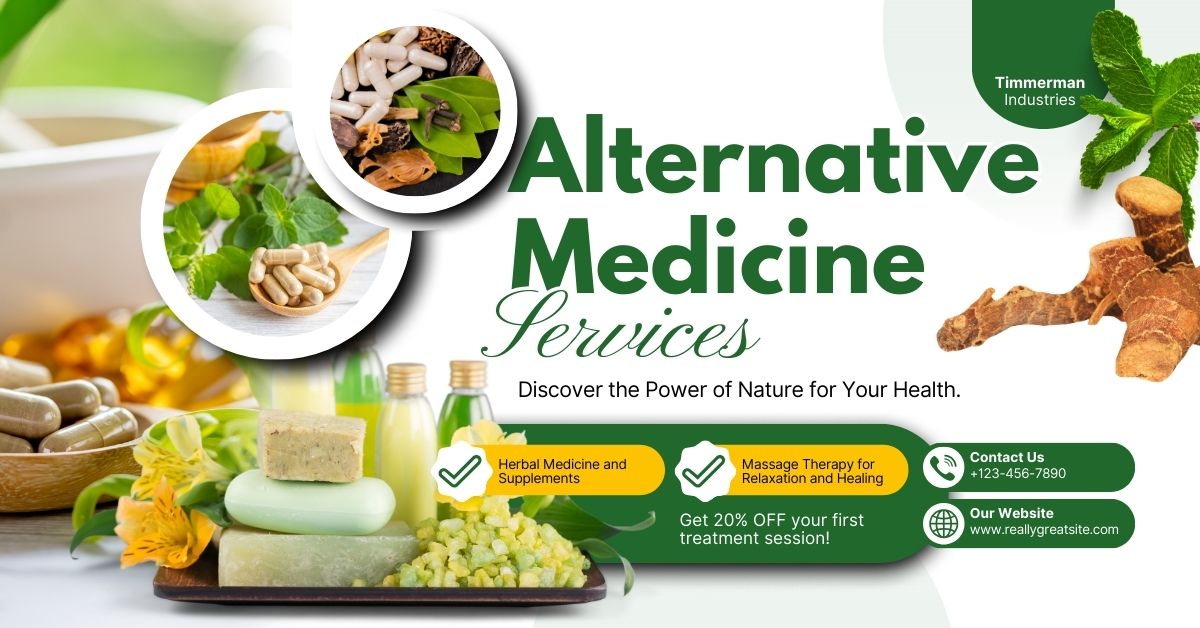 Timmerman
Industries
Alternative
Medicine
Services
Discover the Power of Nature for Your Health.
Herbal Medicine and
Supplements
Massage Therapy for
Relaxation and Healing
Get 20% OFF your first
treatment session!
Contact Us
+123-456-7890
Our Website
www.reallygreatsite.com